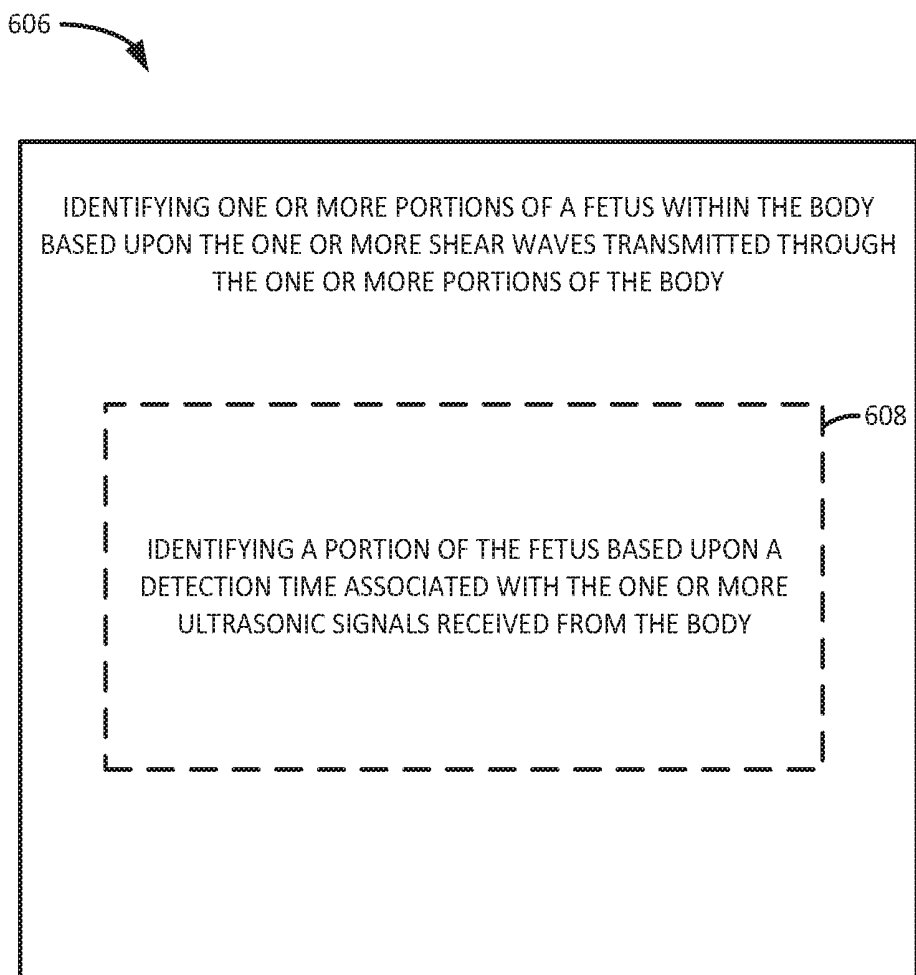 606
IDENTIFYING ONE OR MORE PORTIONS OF A FETUS WITHIN THE BODY
BASED UPON THE ONE OR MORE SHEAR WAVES TRANSMITTED THROUGH
THE ONE OR MORE PORTIONS OF THE BODY
608
IDENTIFYING A PORTION OF THE FETUS BASED UPON A
DETECTION TIME ASSOCIATED WITH THE ONE OR MORE
ULTRASONIC SIGNALS RECEIVED FROM THE BODY